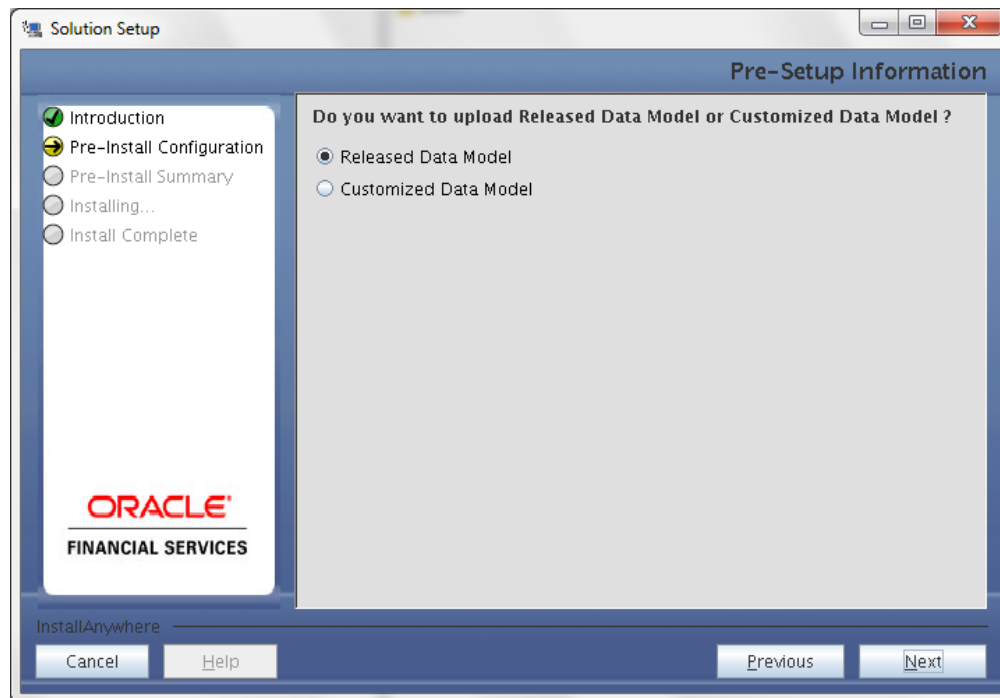 Solution Setup
Pre-Setup Information
Introduction
Pre-Install Configuration
Pre-Install Summary
Installing...
Install Complete
Do you want to upload Released Data Model or Customized Data Model ?
Released Data Model
Customized Data Model
ORACLE'
FINANCIAL SERVICES
InstallAnywhere
Cancel
Help
Previous
Next